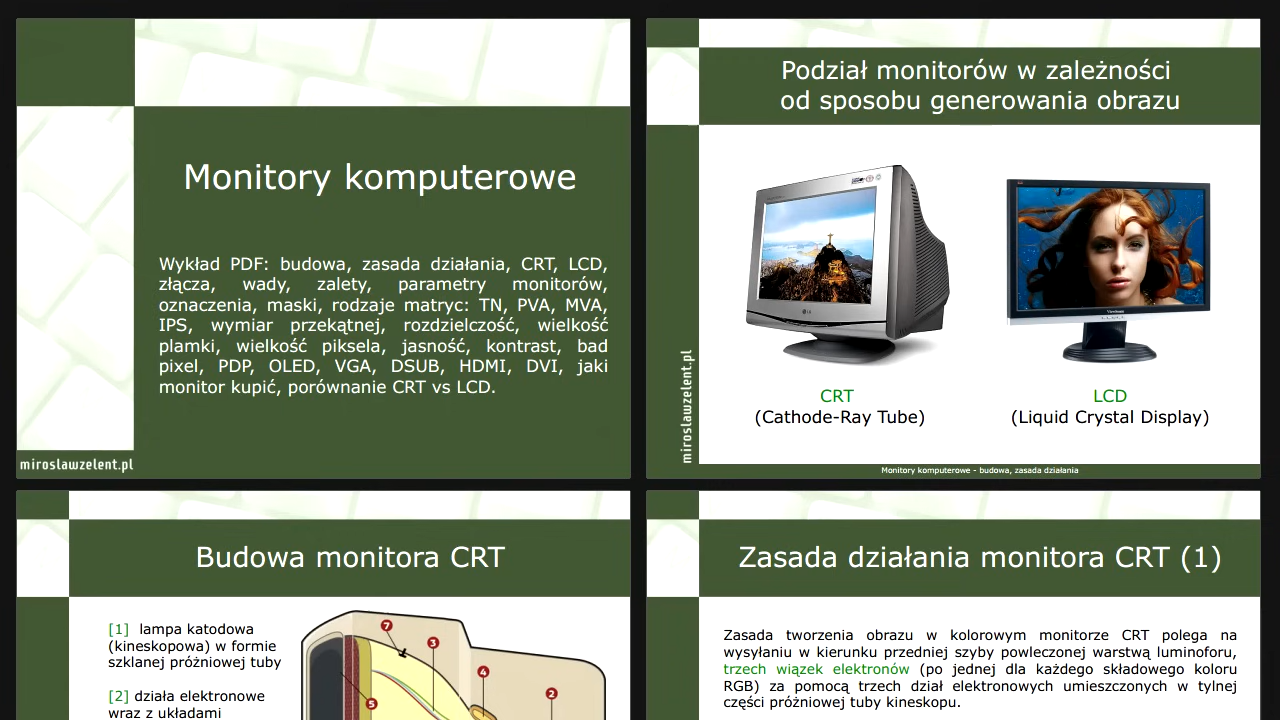 Monitory komputerowe
Wykład PDF: budowa, zasada działania, CRT, LCD,
złącza, wady, zalety, parametry monitorów,
oznaczenia, maski, rodzaje matryc: TN, PVA, MVA,
IPS, wymiar przekątnej, rozdzielczość, wielkość
plamki, wielkość piksela, jasność, kontrast, bad
pixel, PDP, OLED, VGA, DSUB, HDMI, DVI, jaki
monitor kupić, porównanie CRT vs LCD.
miroslawzelent.pl
Podział monitorów w zależności
od sposobu generowania obrazu
CRT
(Cathode-Ray Tube)
LCD
(Liquid Crystal Display)
miroslawzelent.pl
Monitory komputerowe - budowa, zasada działania
Budowa monitora CRT
[1] lampa katodowa
(kineskopowa) w formie
szklanej próżniowej tuby
[2] działa elektronowe
wraz z układami
7
3
4
2
5
Zasada działania monitora CRT (1)
Zasada tworzenia obrazu w kolorowym monitorze CRT polega na
wysyłaniu w kierunku przedniej szyby powleczonej warstwą luminoforu,
trzech wiązek elektronów (po jednej dla każdego składowego koloru
RGB) za pomocą trzech dział elektronowych umieszczonych w tylnej
części próżniowej tuby kineskopu.